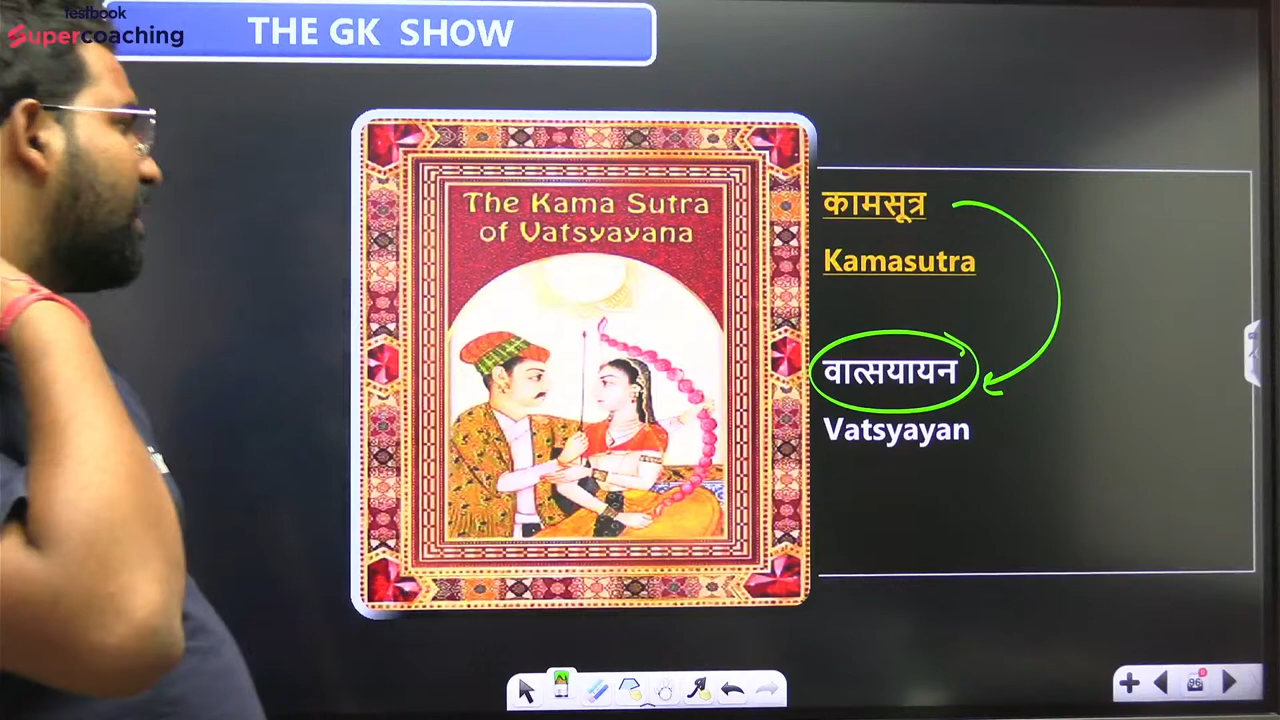 testbook
Supercoaching
THE GK SHOW
The Kama Sutra
of Vatsyayana
कामसूत्र
Kamasutra
वात्सयायन
Vatsyayan
96